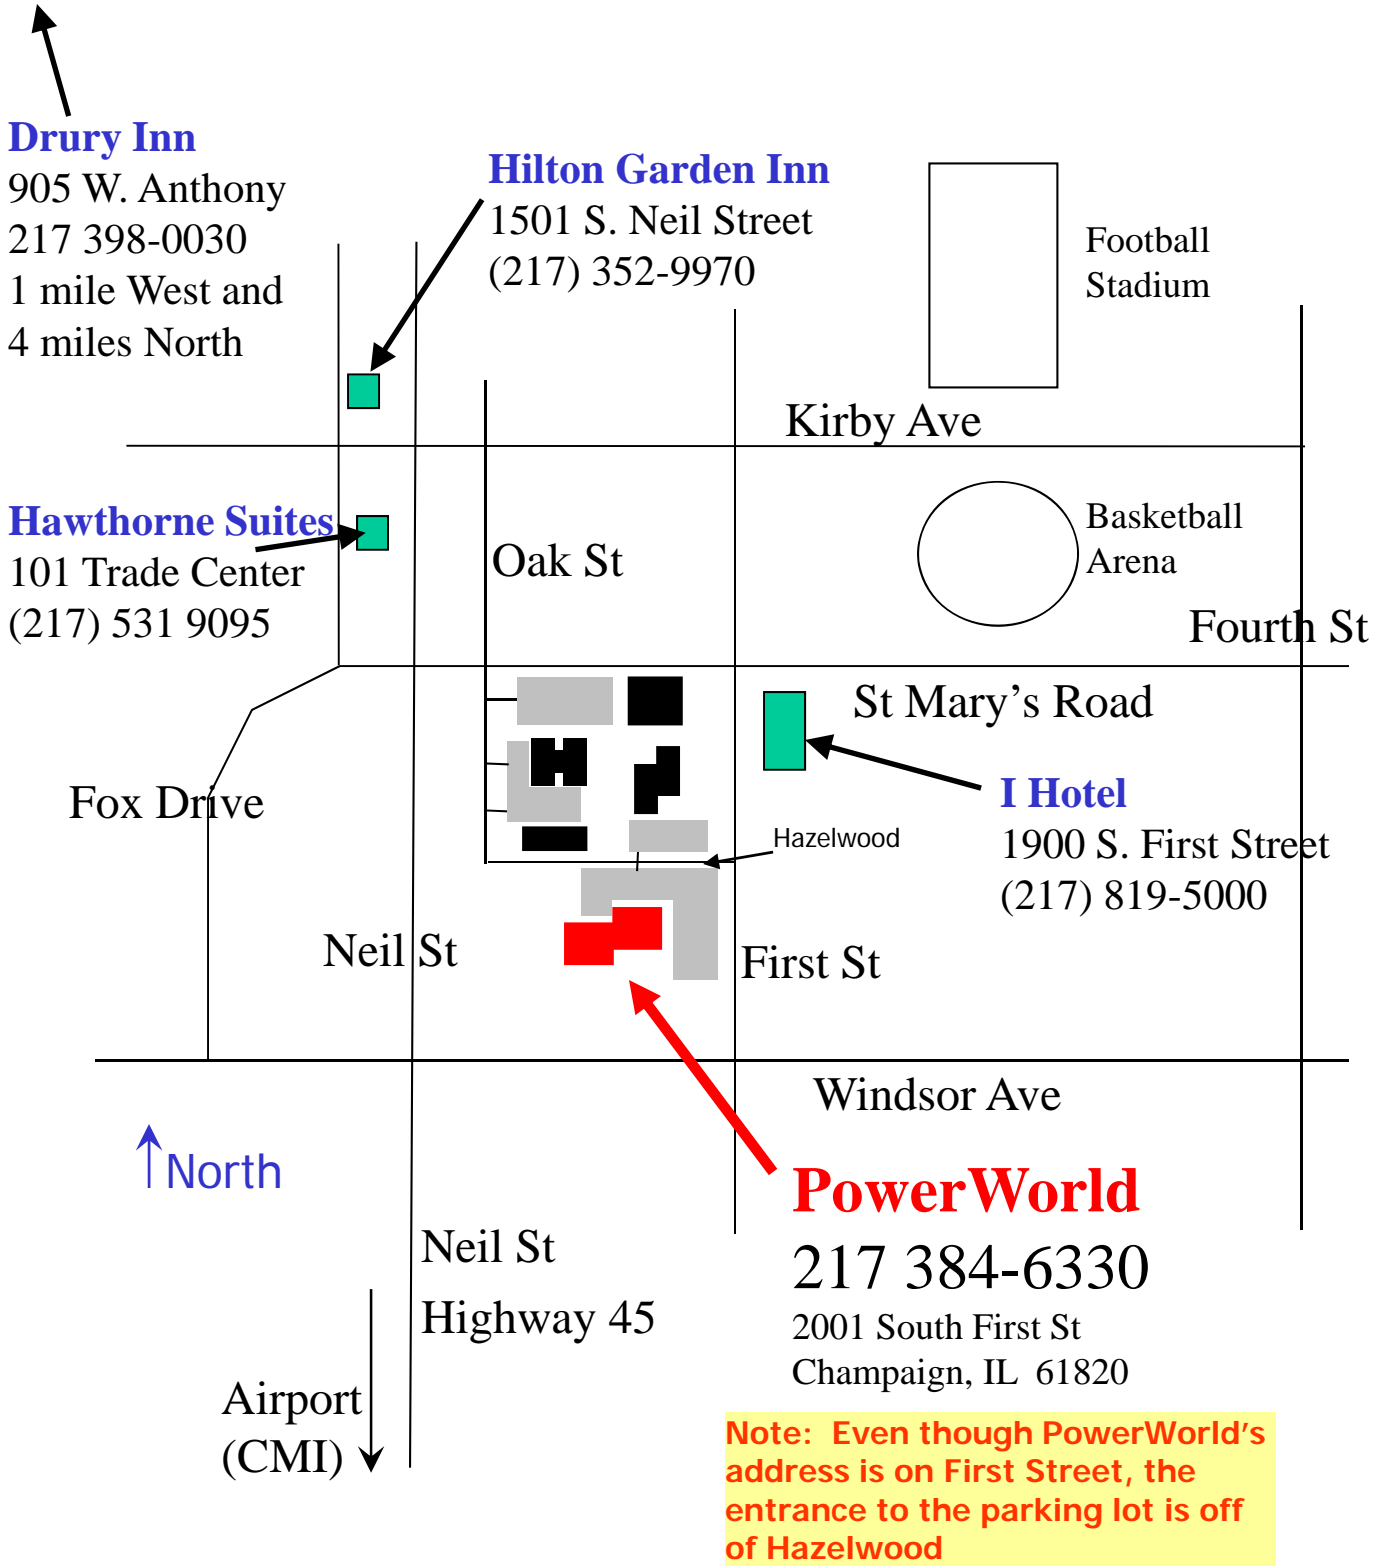 Drury Inn
905 W. Anthony
217 398-0030
1 mile West and
4 miles North
Hilton Garden Inn
1501 S. Neil Street
(217) 352-9970
Football
Stadium
Kirby Ave
Hawthorne Suites
101 Trade Center
(217) 531 9095
Oak St
Basketball
Arena
Fourth St
St Mary's Road
Fox Drive
I Hotel
1900 S. First Street
(217) 819-5000
Hazelwood
Neil St
First St
Windsor Ave
North
PowerWorld
217 384-6330
2001 South First St
Champaign, IL 61820
Neil St
Highway 45
Airport
(CMI)
Note: Even though PowerWorld's
address is on First Street, the
entrance to the parking lot is off
of Hazelwood